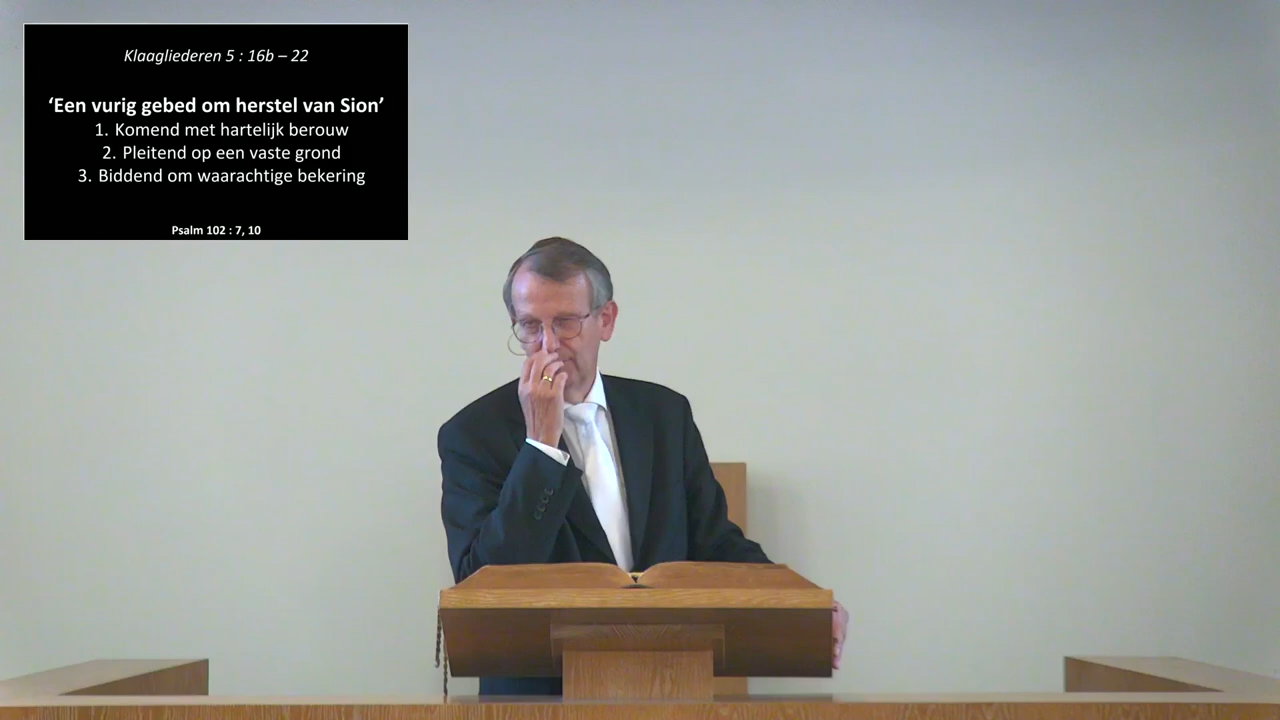 Klaagliederen 5 : 16b – 22
‘Een vurig gebed om herstel van Sion’
1. Komend met hartelijk berouw
2. Pleitend op een vaste grond
3. Biddend om waarachtige bekering
Psalm 102 : 7, 10